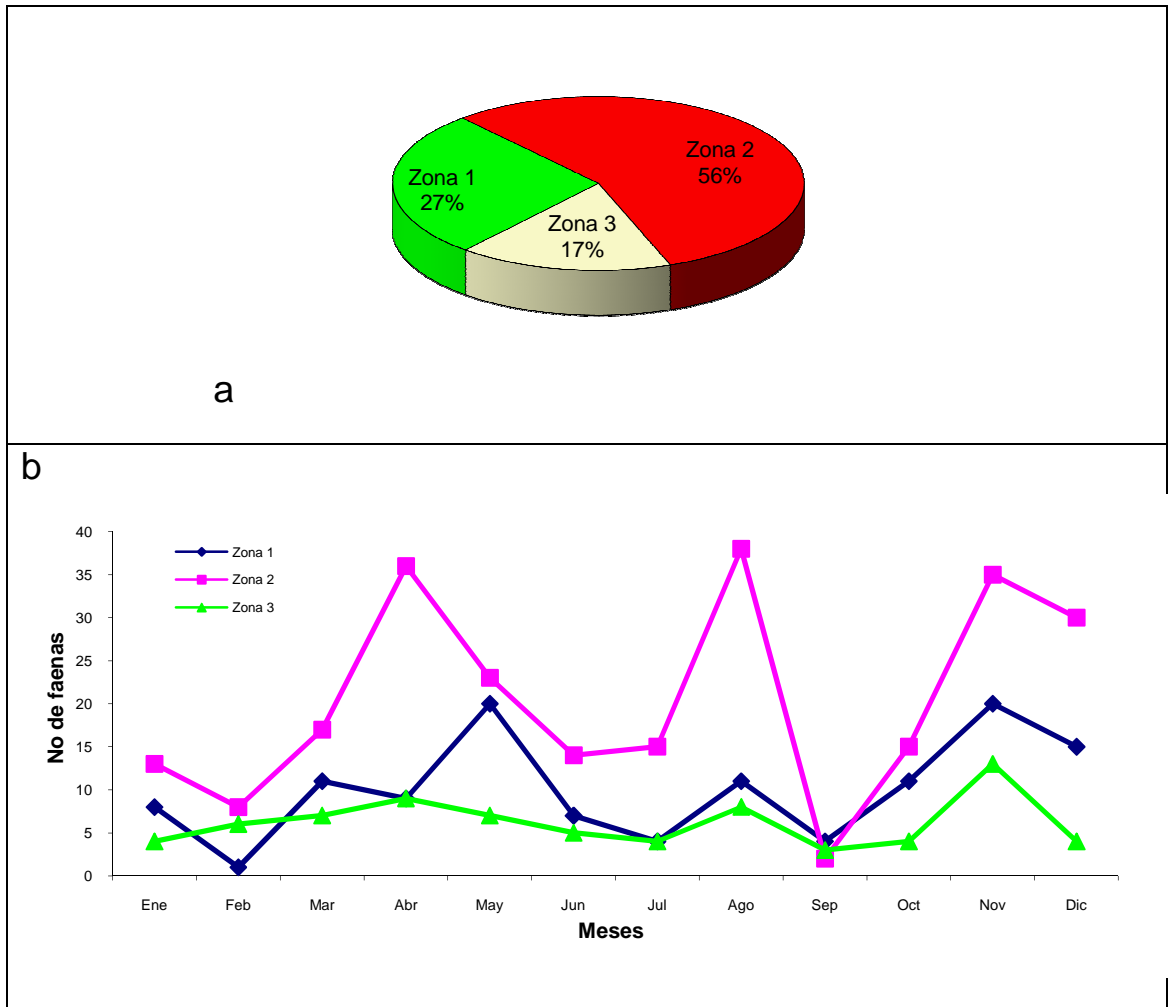 Zona 2
56%
Zona 1
27%
Zona 3
17%
a
b
No de faenas
40
35
30
25
20
15
10
5
0
Zona 1
Zona 2
Zona 3
Ene Feb Mar Abr May Jun Jul Ago Sep Oct Nov Dic
Meses